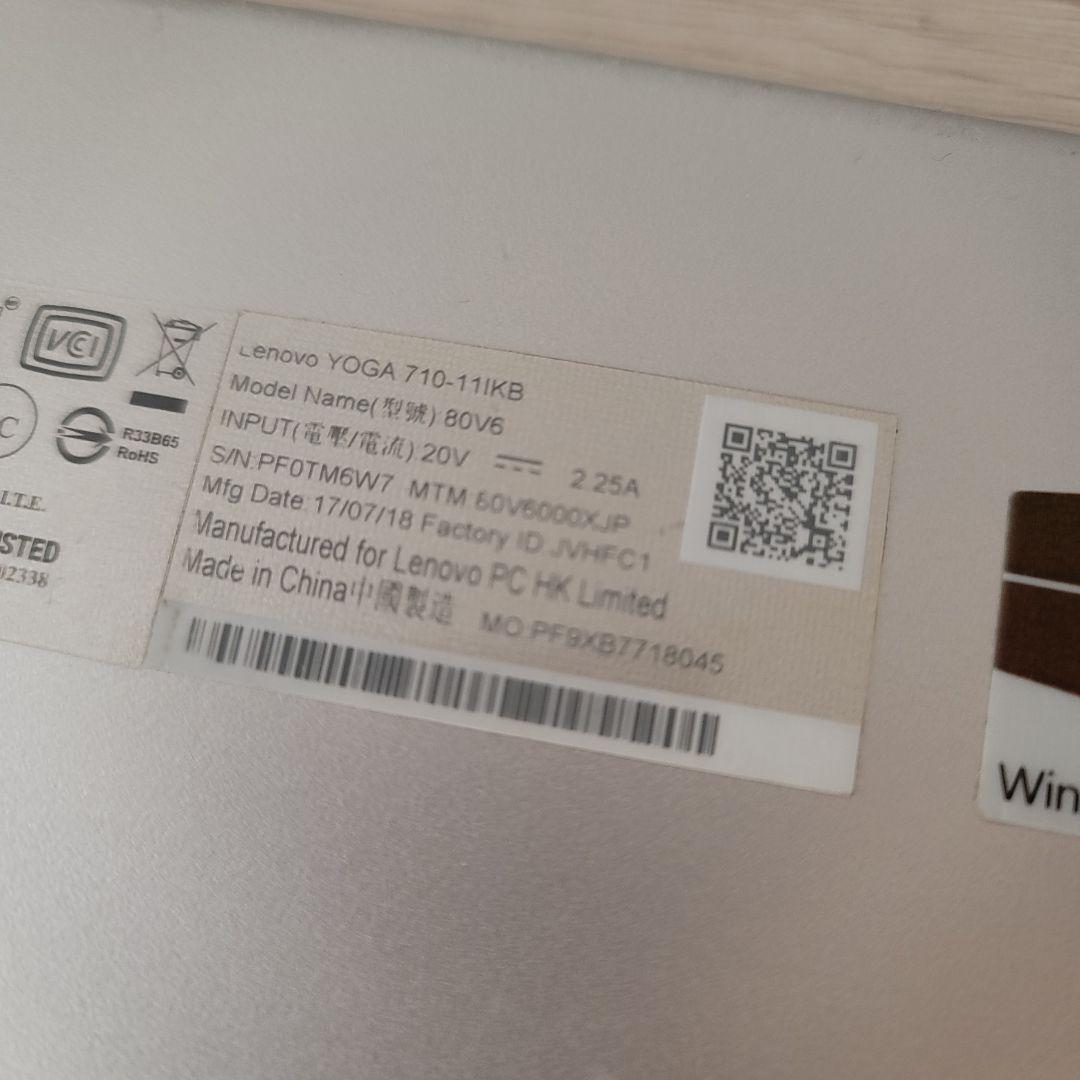 VCI
R33B65
RoHS
C
I.T.E.
STED
02338
Lenovo YOGA 710-11IKB
Model Name(型號):80V6
INPUT(電壓/電流):20V ⎓ 2.25A
S/N:PF0TM6W7 MTM:80V6000XJP
Mfg Date:17/07/18 Factory ID:JVHFC1
Manufactured for Lenovo PC HK Limited
Made in China中國製造 MO:PF9XB7718045
Win